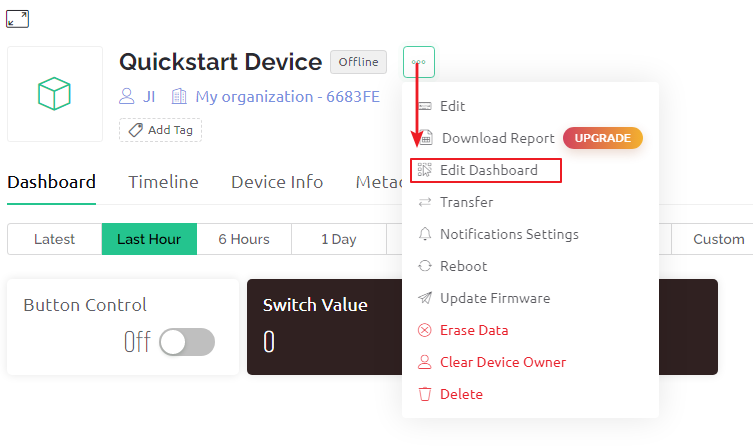 Quickstart Device Offline
JI My organization - 6683FE
Add Tag
Edit
Download Report UPGRADE
Edit Dashboard
Transfer
Notifications Settings
Reboot
Update Firmware
Erase Data
Clear Device Owner
Delete
Dashboard Timeline Device Info
Latest Last Hour 6 Hours 1 Day Custom
Button Control
Off
Switch Value
0